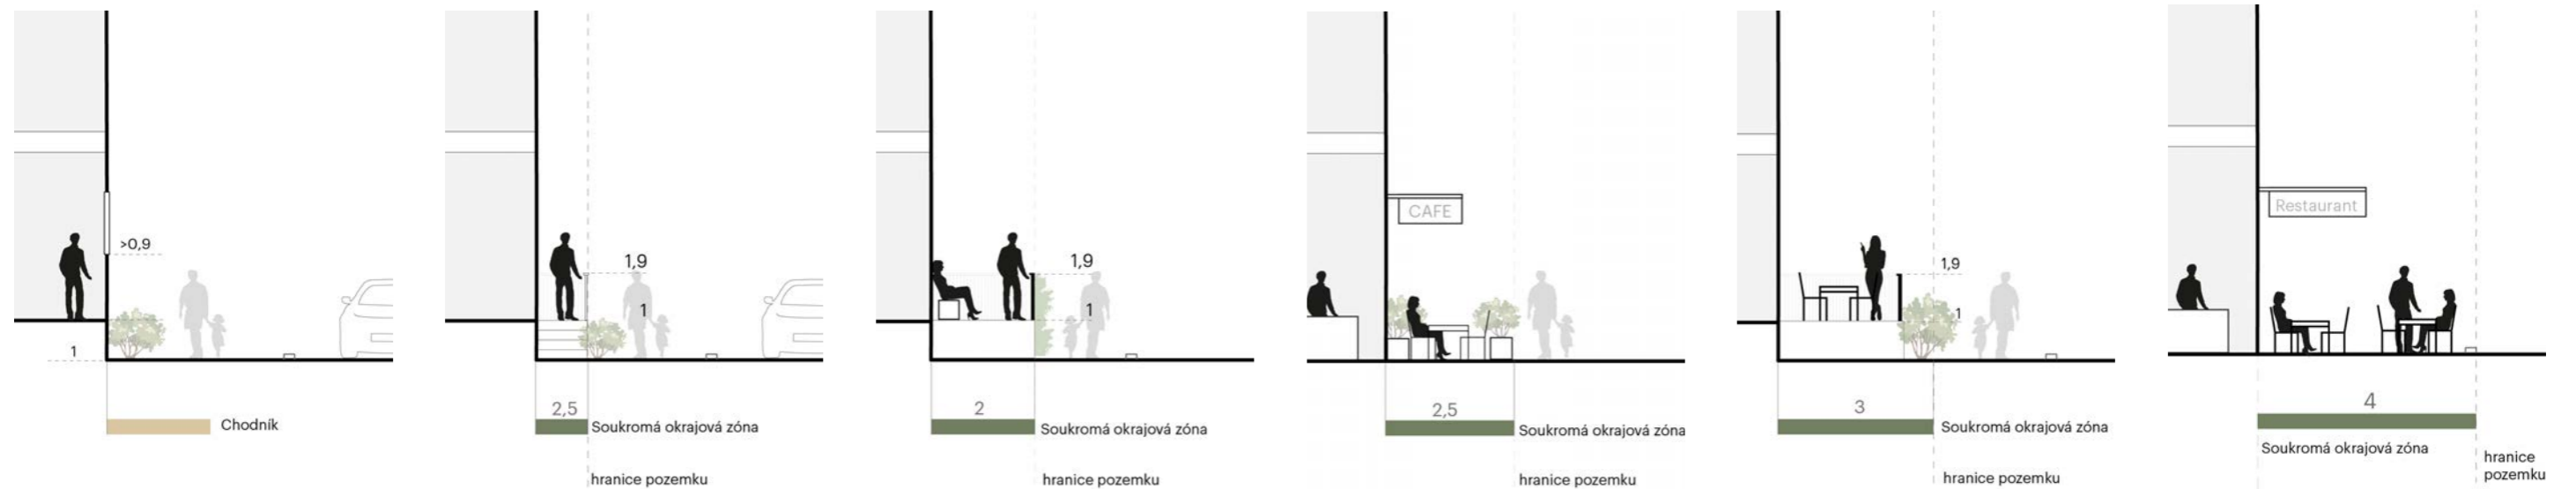 >0,9
1
Chodník
1,9
1
2,5
Soukromá okrajová zóna
hranice pozemku
1,9
1
2
Soukromá okrajová zóna
hranice pozemku
CAFE
2,5
Soukromá okrajová zóna
hranice pozemku
1,9
1
3
Soukromá okrajová zóna
hranice pozemku
Restaurant
4
Soukromá okrajová zóna
hranice
pozemku